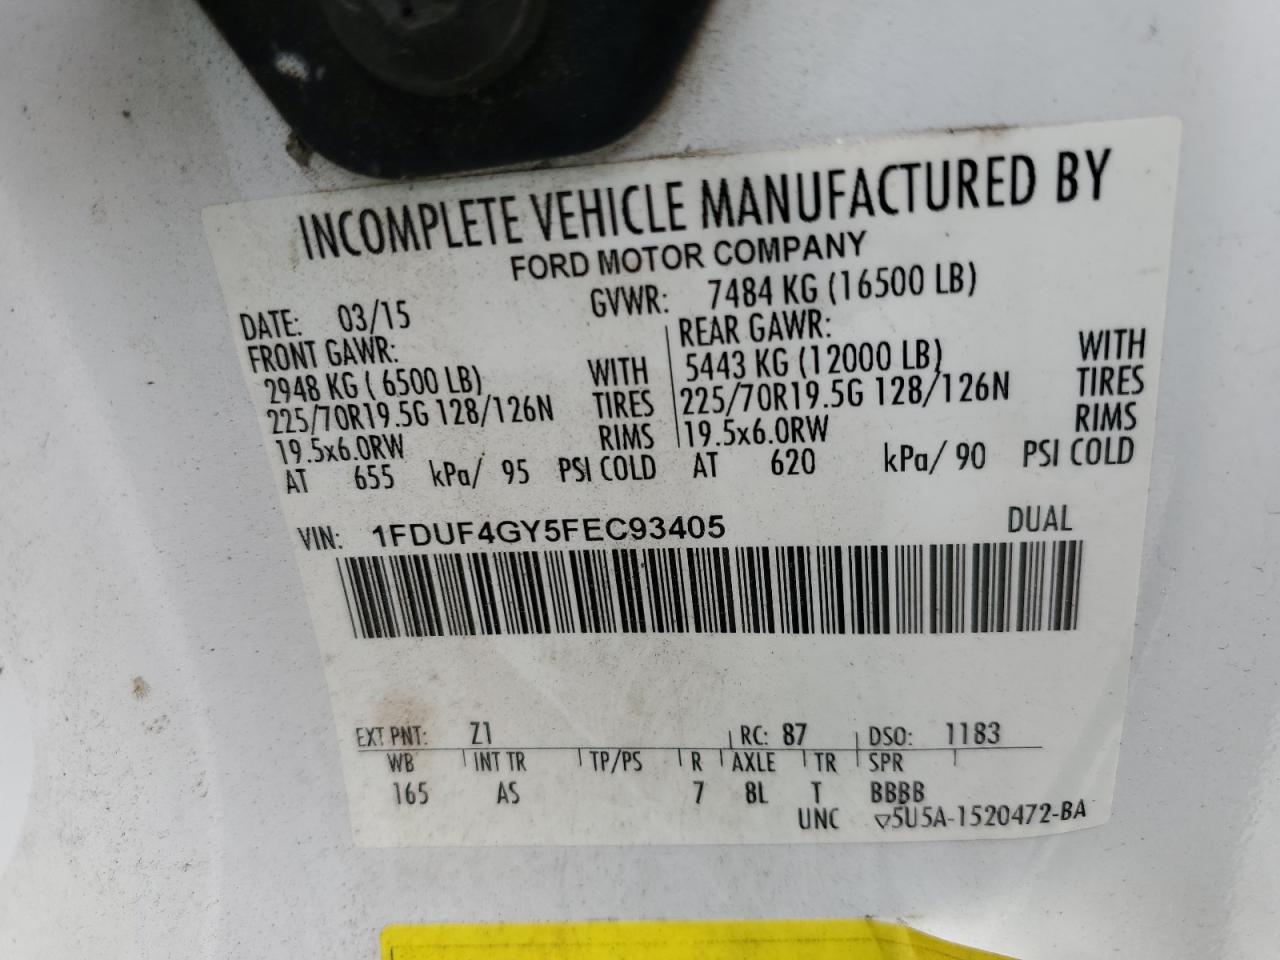 INCOMPLETE VEHICLE MANUFACTURED BY
FORD MOTOR COMPANY
DATE: 03/15 GVWR: 7484 KG (16500 LB)
FRONT GAWR: REAR GAWR:
2948 KG ( 6500 LB) WITH 5443 KG (12000 LB) WITH
225/70R19.5G 128/126N TIRES 225/70R19.5G 128/126N TIRES
19.5x6.0RW RIMS 19.5x6.0RW RIMS
AT 655 kPa/ 95 PSI COLD AT 620 kPa/ 90 PSI COLD
VIN: 1FDUF4GY5FEC93405 DUAL
EXT PNT: Z1 RC: 87 DSO: 1183
WB INT TR TP/PS R AXLE TR SPR
165 AS 7 8L T BBBB
UNC ▽5U5A-1520472-BA